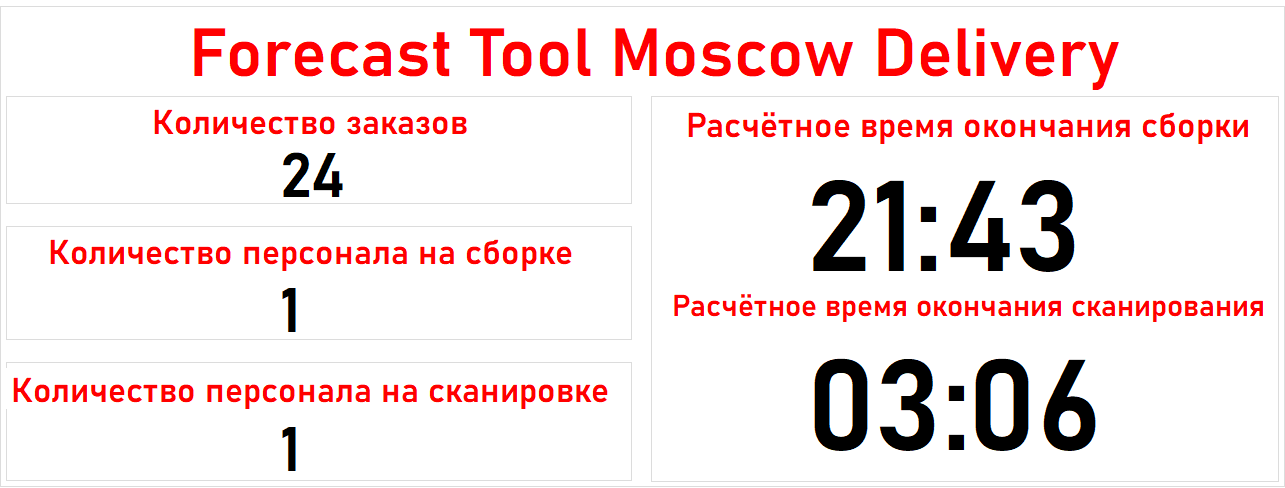 Forecast Tool Moscow Delivery
Количество заказов
24
Количество персонала на сборке
1
Количество персонала на сканировке
1
Расчётное время окончания сборки
21:43
Расчётное время окончания сканирования
03:06